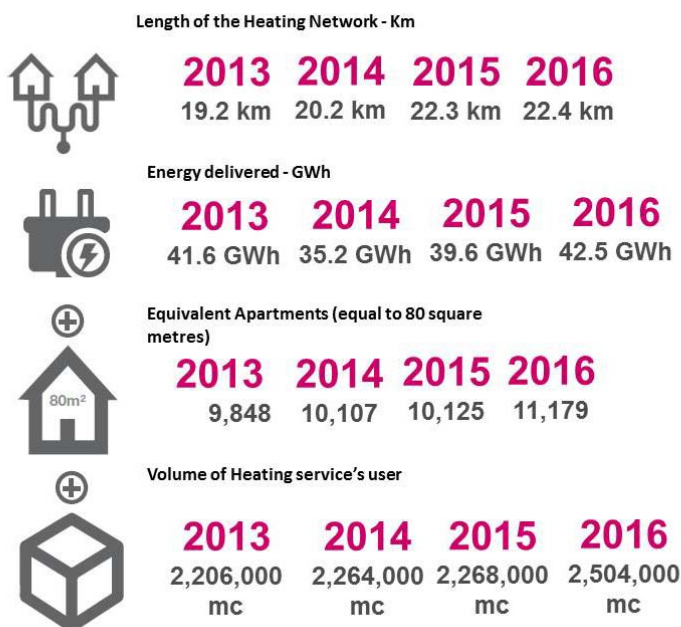 Length of the Heating Network - Km
2013 2014 2015 2016
19.2 km 20.2 km 22.3 km 22.4 km
Energy delivered - GWh
2013 2014 2015 2016
41.6 GWh 35.2 GWh 39.6 GWh 42.5 GWh
Equivalent Apartments (equal to 80 square
metres)
2013 2014 2015 2016
80m²
9,848 10,107 10,125 11,179
Volume of Heating service's user
2013 2014 2015 2016
2,206,000 2,264,000 2,268,000 2,504,000
mc mc mc mc